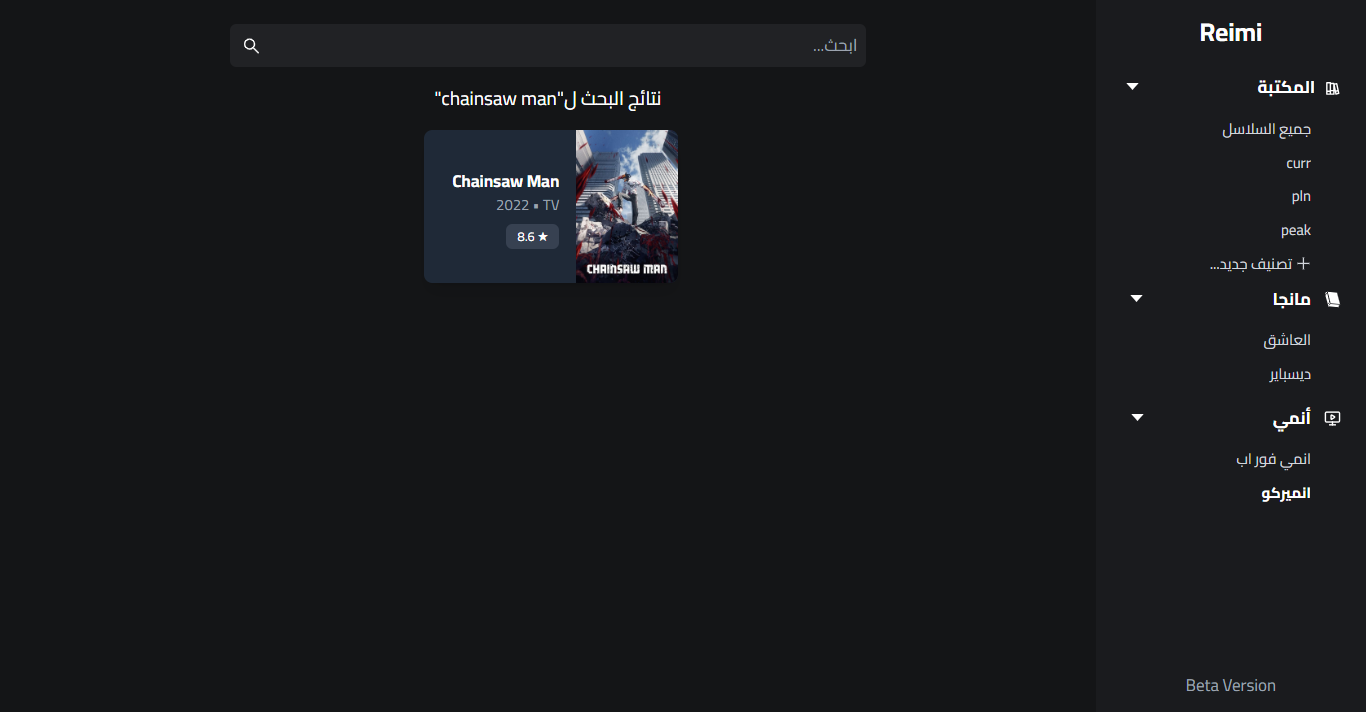 Reimi
المكتبة
جميع السلاسل
curr
pln
peak
+ تصنيف جديد...
مانجا
العاشق
ديسباير
أنمي
انمي فور اب
انميركو
Beta Version
ابحث...
نتائج البحث ل"chainsaw man"
Chainsaw Man
2022 • TV
8.6 ★
CHAINSAW MAN